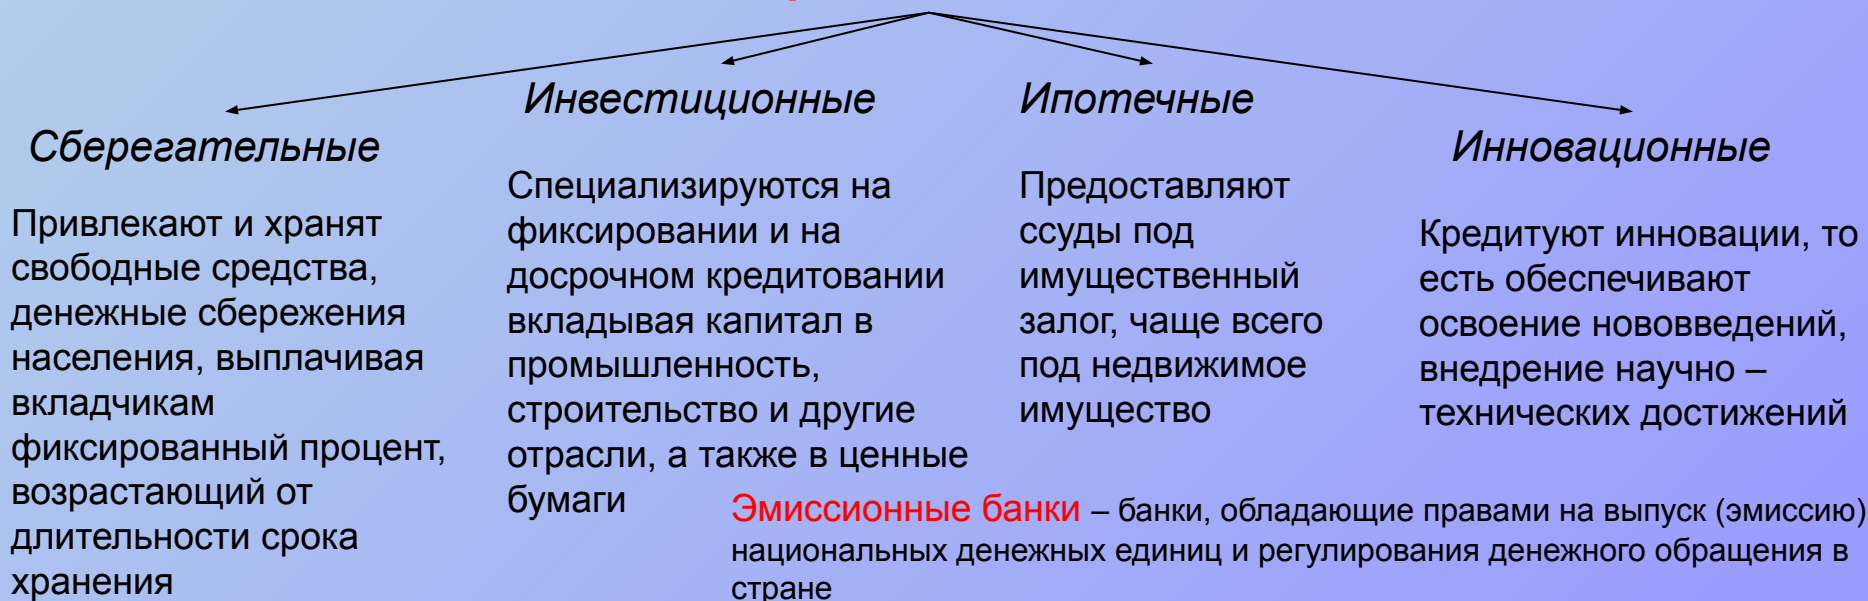 Сберегательные
Привлекают и хранят
свободные средства,
денежные сбережения
населения, выплачивая
вкладчикам
фиксированный процент,
возрастающий от
длительности срока
хранения
Инвестиционные
Специализируются на
фиксировании и на
досрочном кредитовании
вкладывая капитал в
промышленность,
строительство и другие
отрасли, а также в ценные
бумаги
Ипотечные
Предоставляют
ссуды под
имущественный
залог, чаще всего
под недвижимое
имущество
Инновационные
Кредитуют инновации, то
есть обеспечивают
освоение нововведений,
внедрение научно –
технических достижений
Эмиссионные банки – банки, обладающие правами на выпуск (эмиссию)
национальных денежных единиц и регулирования денежного обращения в
стране